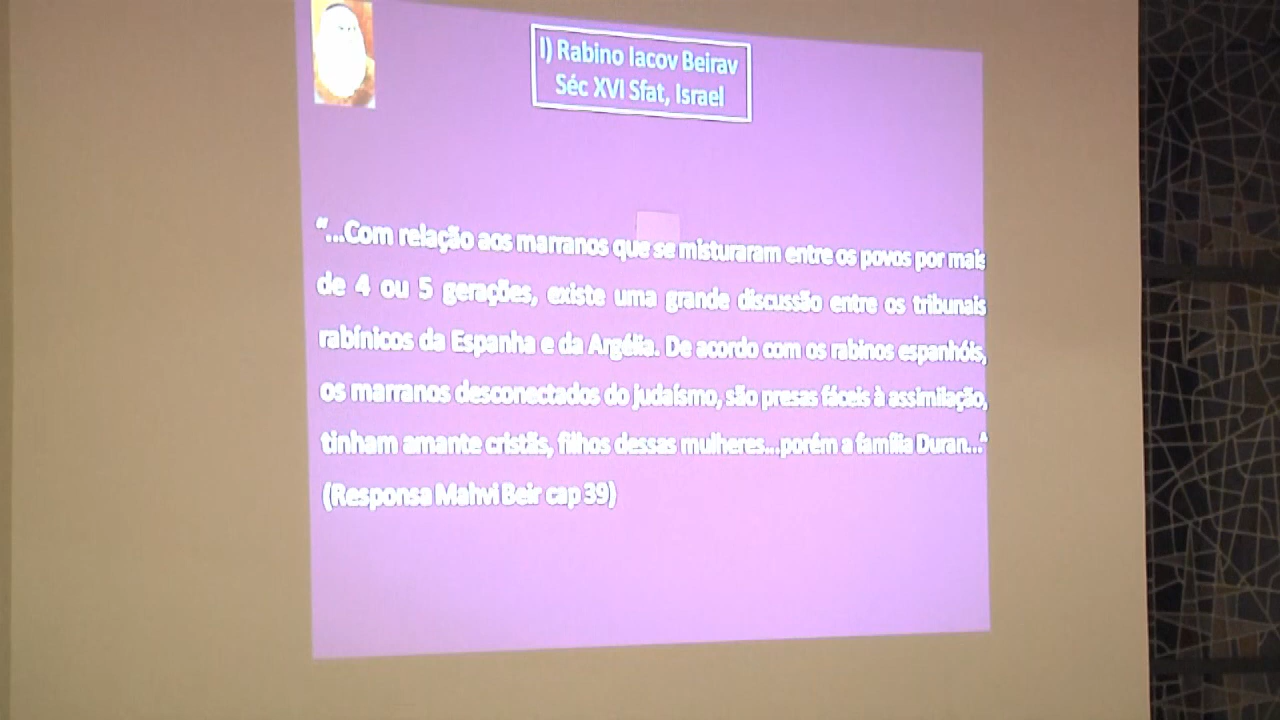 I) Rabino Iacov Beirav
Séc XVI Sfat, Israel
“...Com relação aos marranos que se misturaram entre os povos por mais
de 4 ou 5 gerações, existe uma grande discussão entre os tribunais
rabínicos da Espanha e da Argélia. De acordo com os rabinos espanhóis,
os marranos desconectados do judaísmo, são presas fáceis à assimilação,
tinham amante cristãs, filhos dessas mulheres...porém a família Duran...”
(Responsa Mahvi Beir cap 39)